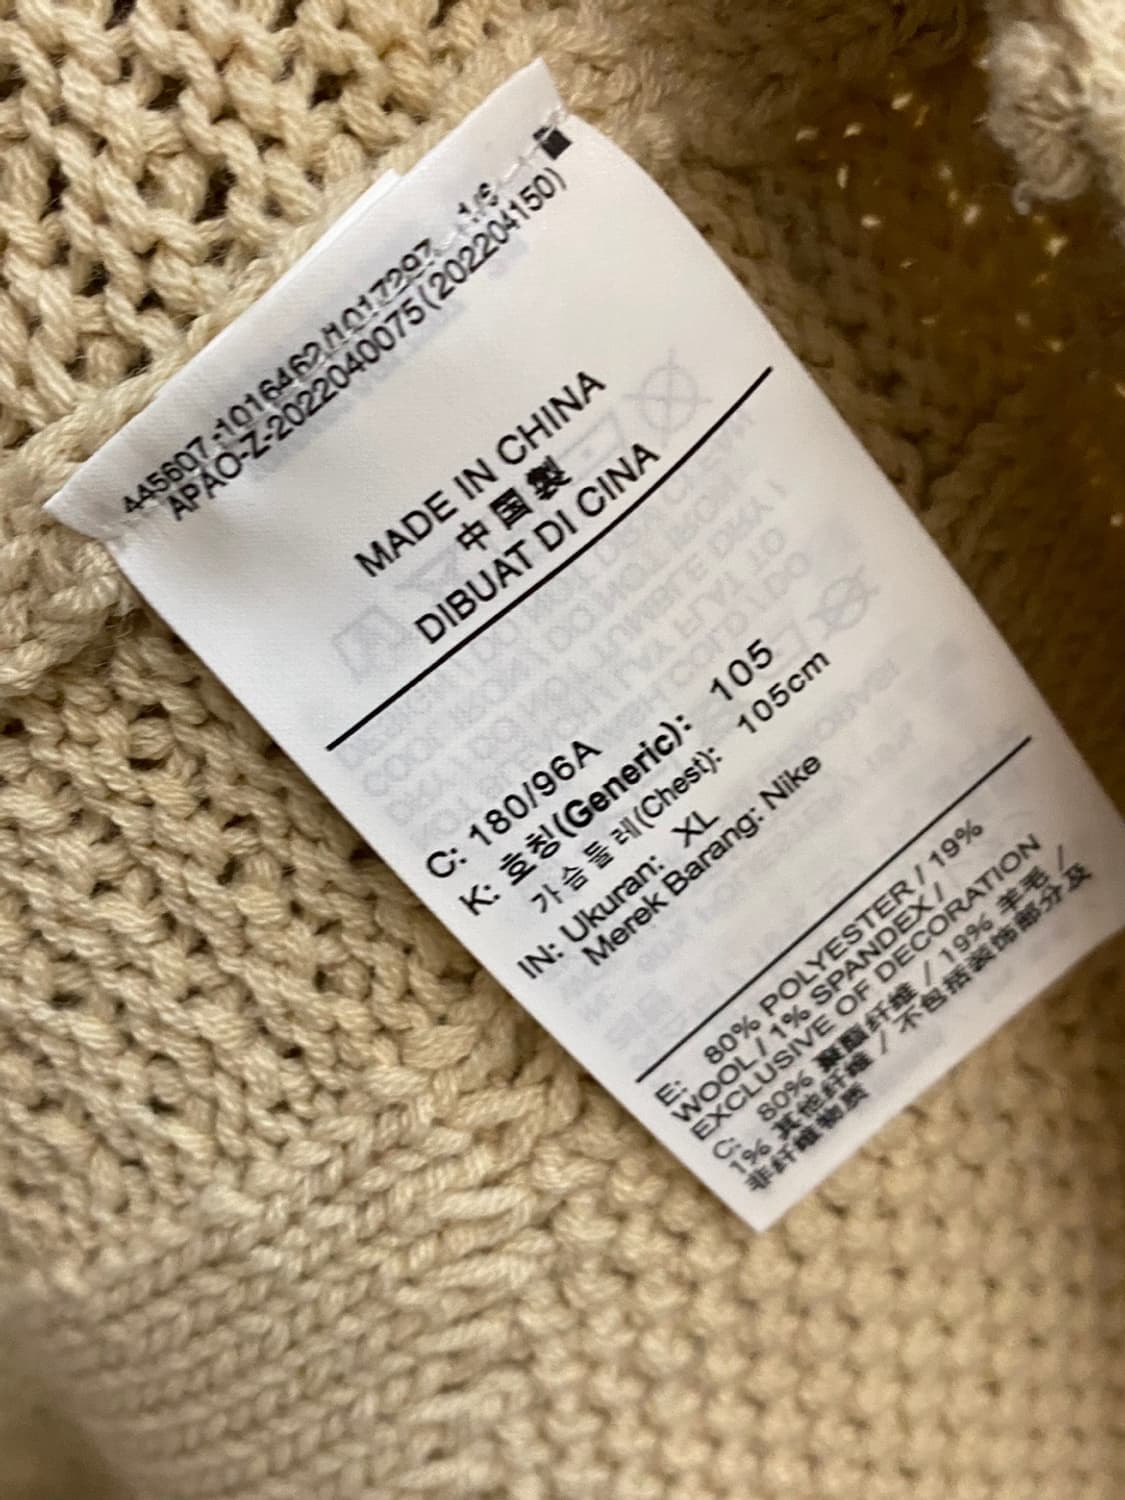 445607-1016462/1017297 1/6
APAO-Z-2022040075(202204150)
MADE IN CHINA
中国製
DIBUAT DI CINA
C: 180/96A
K: 호칭(Generic): 105
가슴둘레(Chest): 105cm
IN: Ukuran: XL
Merek Barang: Nike
E: 80% POLYESTER / 19%
WOOL / 1% SPANDEX /
EXCLUSIVE OF DECORATION
C: 80% 聚酯纤维 / 19% 羊毛 /
1% 其他纤维 / 不包括装饰部分及
非纤维物质